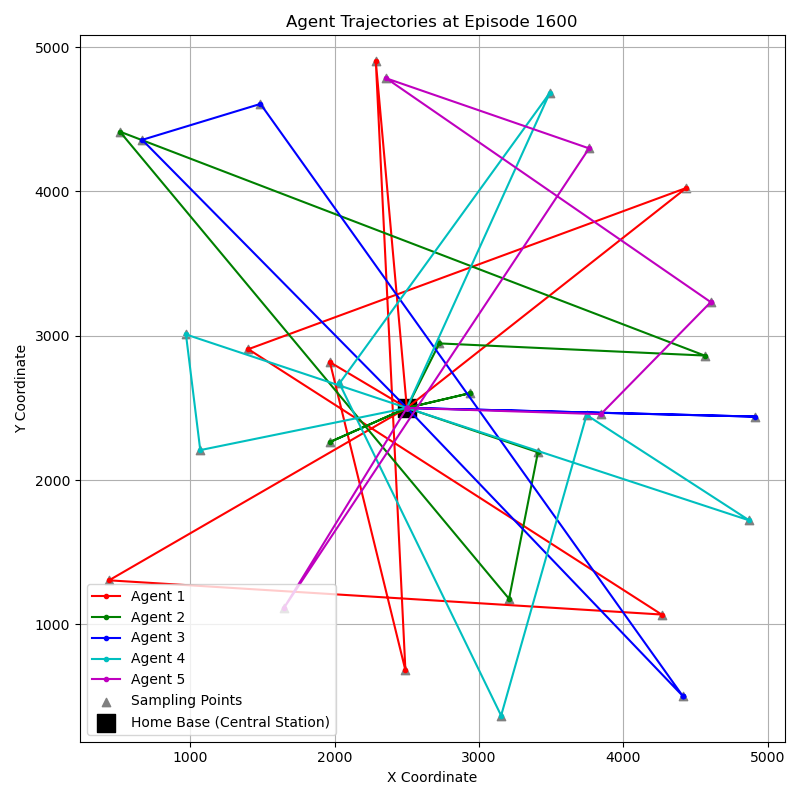 Agent Trajectories at Episode 1600
5000
4000
3000
2000
1000
Y Coordinate
Agent 1
Agent 2
Agent 3
Agent 4
Agent 5
Sampling Points
Home Base (Central Station)
1000 2000 3000 4000 5000
X Coordinate